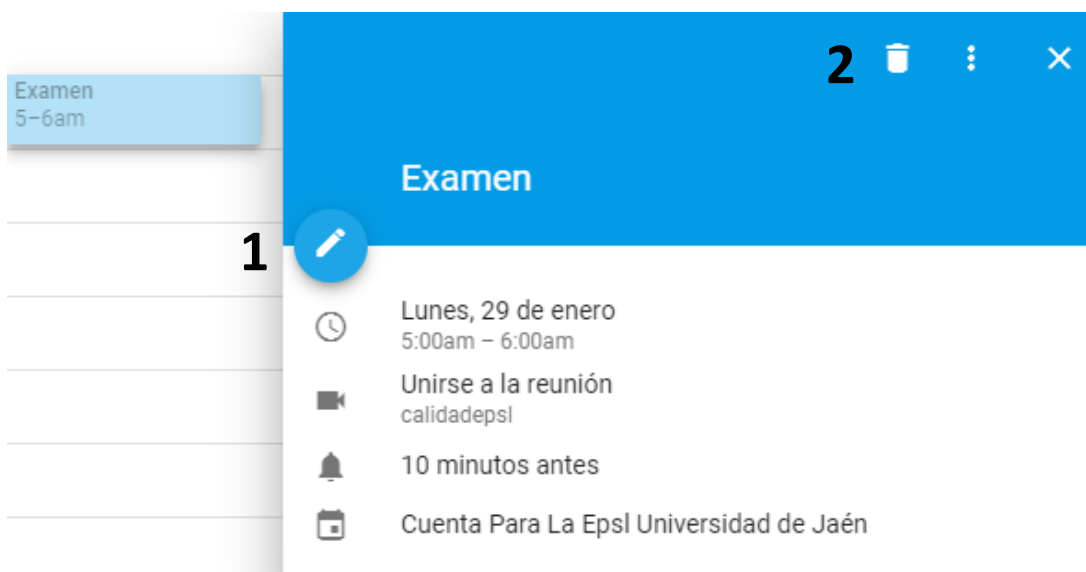 Examen
5–6am
2
Examen
1
Lunes, 29 de enero
5:00am – 6:00am
Unirse a la reunión
calidadepsl
10 minutos antes
Cuenta Para La Epsl Universidad de Jaén